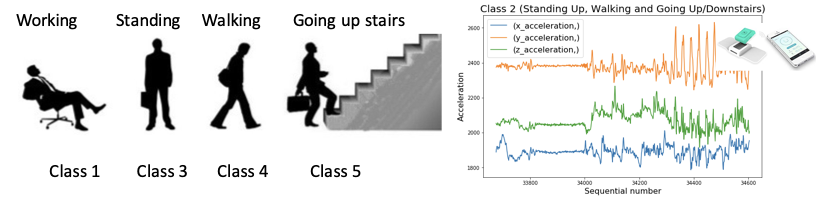 Working
Standing
Walking
Going up stairs
Class 1
Class 3
Class 4
Class 5
Class 2 (Standing Up, Walking and Going Up/Downstairs)
(x_acceleration,)
(y_acceleration,)
(z_acceleration,)
Acceleration
2600
2400
2200
2000
1800
33800
34000
34200
34400
34600
Sequential number